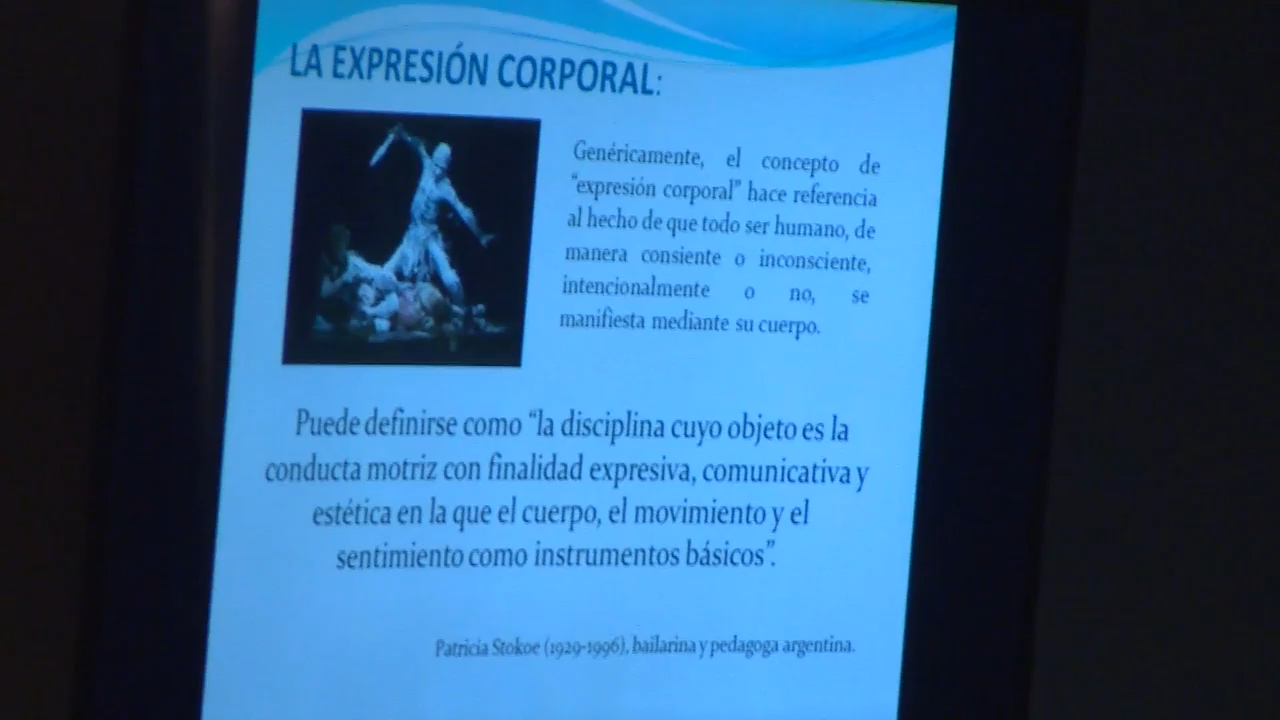 LA EXPRESIÓN CORPORAL:
Genéricamente, el concepto de
"expresión corporal" hace referencia
al hecho de que todo ser humano, de
manera consiente o inconsciente,
intencionalmente o no, se
manifiesta mediante su cuerpo.
Puede definirse como “la disciplina cuyo objeto es la
conducta motriz con finalidad expresiva, comunicativa y
estética en la que el cuerpo, el movimiento y el
sentimiento como instrumentos básicos”.
Patricia Stokoe (1929-1996), bailarina y pedagoga argentina.